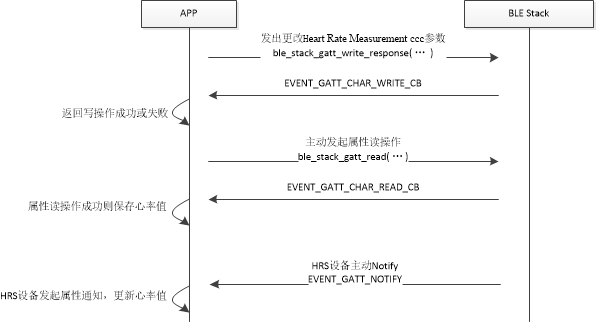 APP
BLE Stack
发出更改Heart Rate Measurement ccc参数
ble_stack_gatt_write_response( … )
EVENT_GATT_CHAR_WRITE_CB
返回写操作成功或失败
主动发起属性读操作
ble_stack_gatt_read( … )
EVENT_GATT_CHAR_READ_CB
属性读操作成功则保存心率值
HRS设备主动Notify
EVENT_GATT_NOTIFY
HRS设备发起属性通知，更新心率值